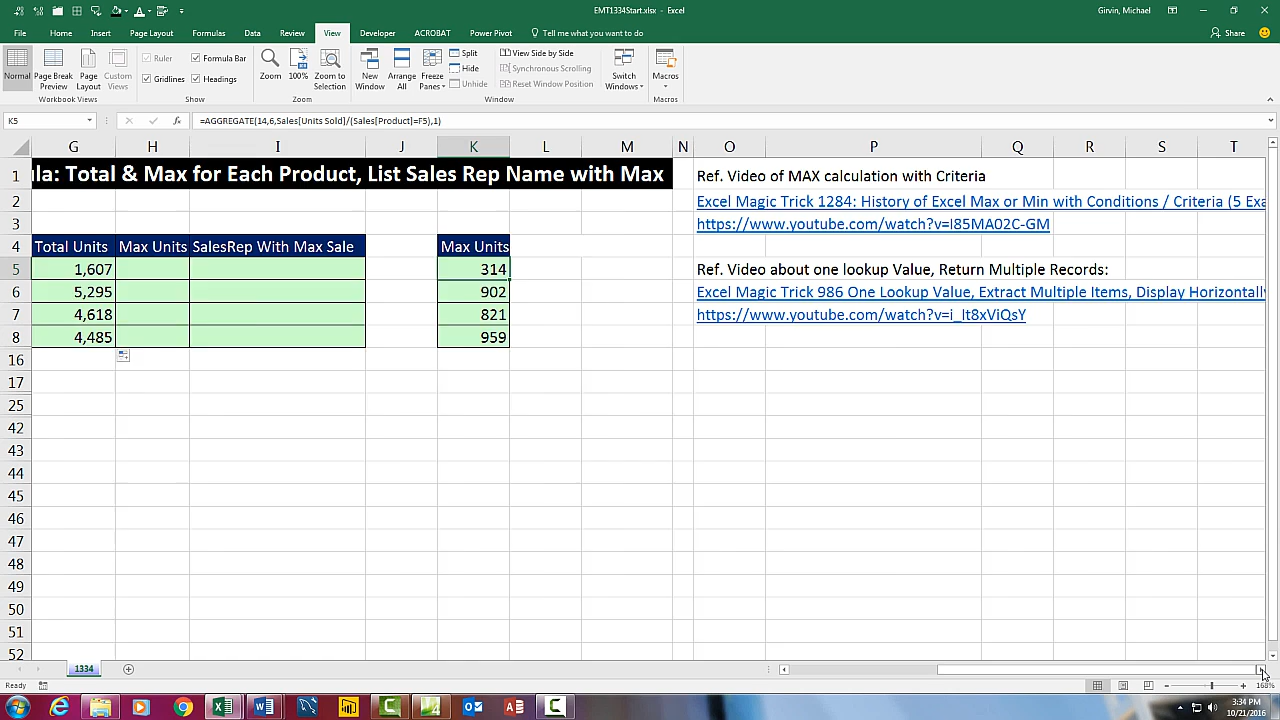 EMT1334Start.xlsx - Excel
Girvin, Michael
File Home Insert Page Layout Formulas Data Review View Developer ACROBAT Power Pivot Tell me what you want to do
Share
Normal
Page Break Preview
Page Layout
Custom Views
Ruler
Formula Bar
Gridlines
Headings
Zoom
100%
Zoom to Selection
New Window
Arrange All
Freeze Panes
Split
Hide
Unhide
View Side by Side
Synchronous Scrolling
Reset Window Position
Switch Windows
Macros
Workbook Views Show Zoom Window Macros
K5
fx
=AGGREGATE(14,6,Sales[Units Sold]/(Sales[Product]=F5),1)
G H I J K L M N O P Q R S T
1 ula: Total & Max for Each Product, List Sales Rep Name with Max Ref. Video of MAX calculation with Criteria
2 Excel Magic Trick 1284: History of Excel Max or Min with Conditions / Criteria (5 Exa
3 https://www.youtube.com/watch?v=I85MA02C-GM
4 Total Units Max Units SalesRep With Max Sale Max Units
5 1,607 314 Ref. Video about one lookup Value, Return Multiple Records:
6 5,295 902 Excel Magic Trick 986 One Lookup Value, Extract Multiple Items, Display Horizontally
7 4,618 821 https://www.youtube.com/watch?v=i_It8xViQsY
8 4,485 959
16
17
25
42
43
44
45
46
47
48
49
50
51
52
1334
Ready
168%
3:34 PM
10/21/2016